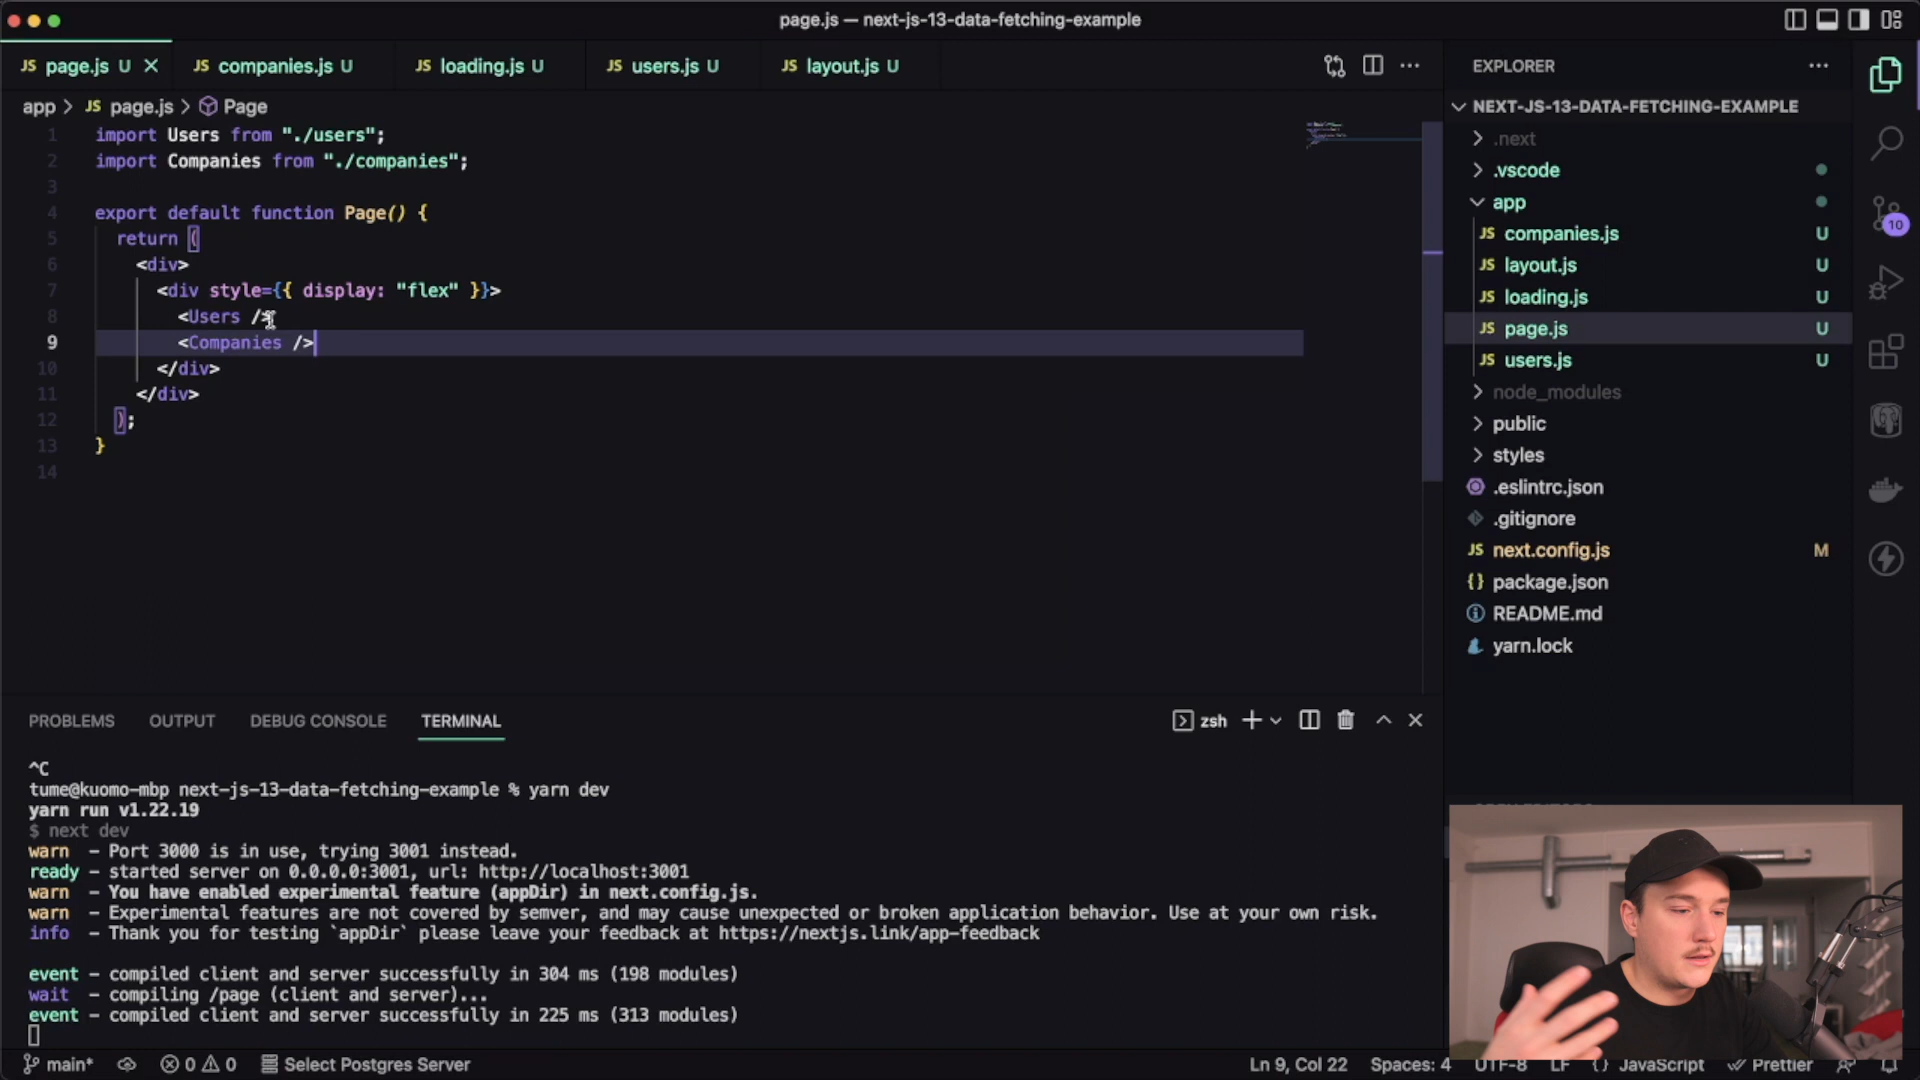 page.js — next-js-13-data-fetching-example
JS page.js U
JS companies.js U
JS loading.js U
JS users.js U
JS layout.js U
app > JS page.js > Page
1 import Users from "./users";
2 import Companies from "./companies";
3
4 export default function Page() {
5 return (
6 <div>
7 <div style={{ display: "flex" }}>
8 <Users />
9 <Companies />
10 </div>
11 </div>
12 );
13 }
14
EXPLORER
NEXT-JS-13-DATA-FETCHING-EXAMPLE
.next
.vscode
app
JS companies.js U
JS layout.js U
JS loading.js U
JS page.js U
JS users.js U
node_modules
public
styles
.eslintrc.json
.gitignore
JS next.config.js M
{} package.json
README.md
yarn.lock
10
PROBLEMS OUTPUT DEBUG CONSOLE TERMINAL
zsh
^C
tume@kuomo-mbp next-js-13-data-fetching-example % yarn dev
yarn run v1.22.19
$ next dev
warn - Port 3000 is in use, trying 3001 instead.
ready - started server on 0.0.0.0:3001, url: http://localhost:3001
warn - You have enabled experimental feature (appDir) in next.config.js.
warn - Experimental features are not covered by semver, and may cause unexpected or broken application behavior. Use at your own risk.
info - Thank you for testing `appDir` please leave your feedback at https://nextjs.link/app-feedback
event - compiled client and server successfully in 304 ms (198 modules)
wait - compiling /page (client and server)...
event - compiled client and server successfully in 225 ms (313 modules)
main* 0 0 Select Postgres Server Ln 9, Col 22 Spaces: 4 UTF-8 LF {} JavaScript Prettier